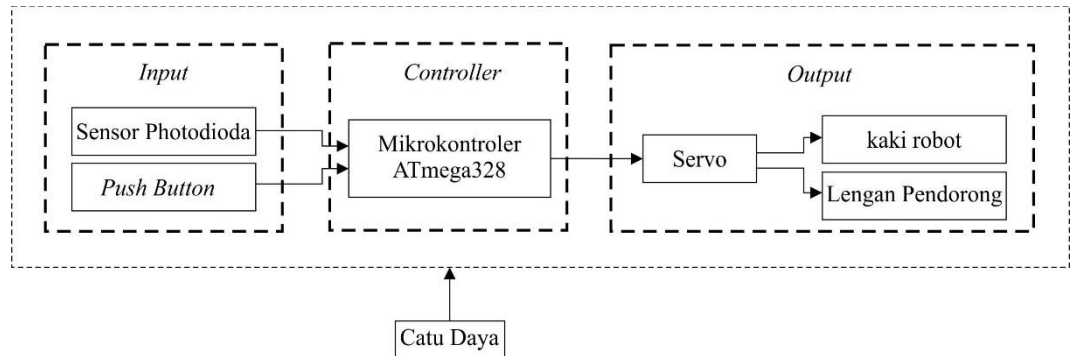 Input
Sensor Photodioda
Push Button
Controller
Mikrokontroler
ATmega328
Output
Servo
kaki robot
Lengan Pendorong
Catu Daya